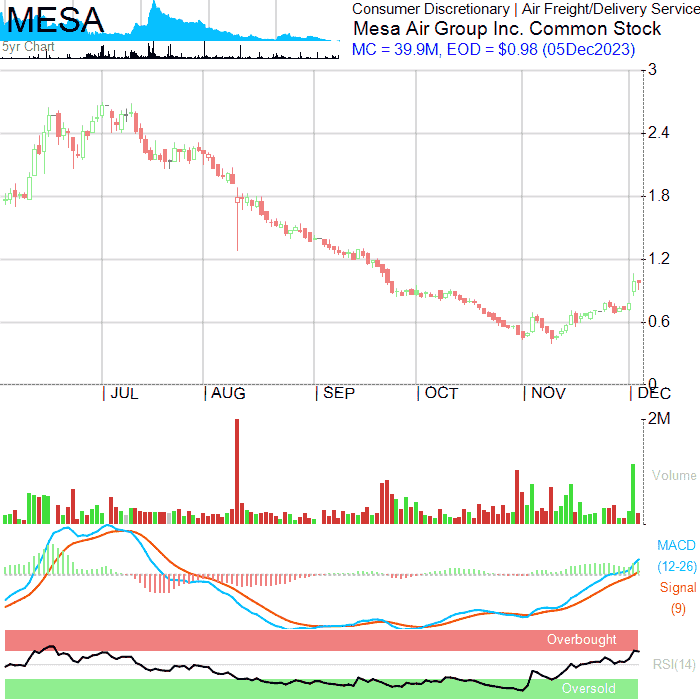 MESA
5yr Chart
Consumer Discretionary | Air Freight/Delivery Service
Mesa Air Group Inc. Common Stock
MC = 39.9M, EOD = $0.98 (05Dec2023)
3
2.4
1.8
1.2
0.6
0
| JUL | AUG | SEP | OCT | NOV | DEC
2M
Volume
MACD
(12-26)
Signal
(9)
Overbought
RSI(14)
Oversold